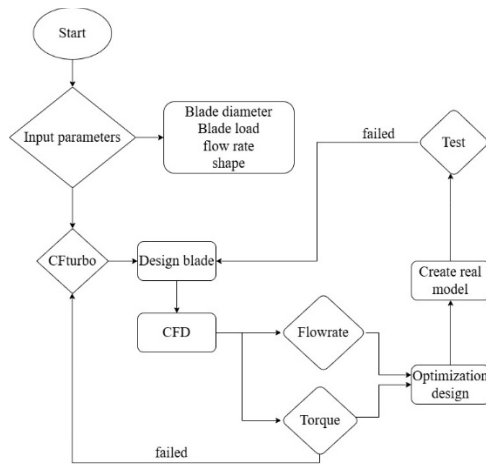 Start
Input parameters
Blade diameter
Blade load
flow rate
shape
failed
Test
CFturbo
Design blade
Create real
model
CFD
Flowrate
Optimization
design
Torque
failed